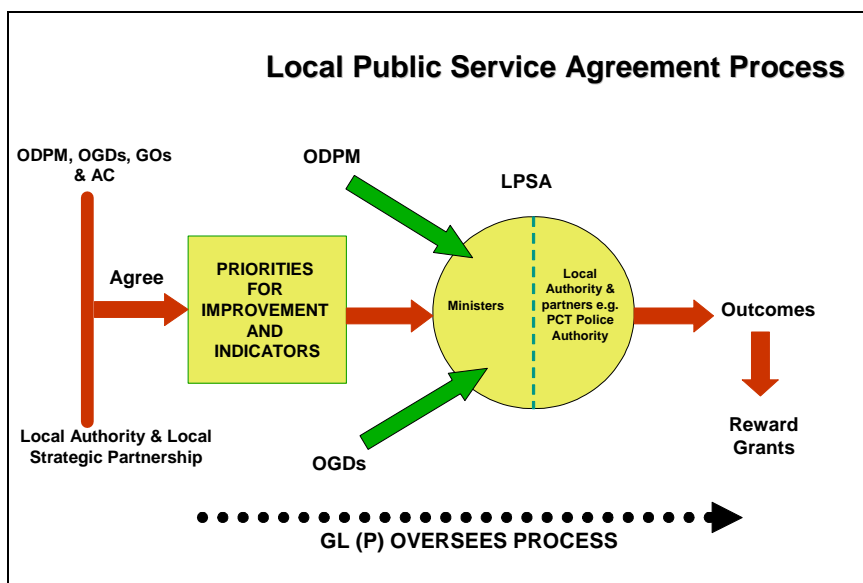 Local Public Service Agreement Process
ODPM, OGDs, GOs
& AC
ODPM
LPSA
Agree
PRIORITIES
FOR
IMPROVEMENT
AND
INDICATORS
Ministers
Local
Authority &
partners e.g.
PCT Police
Authority
Outcomes
Local Authority & Local
Strategic Partnership
OGDs
Reward
Grants
GL (P) OVERSEES PROCESS